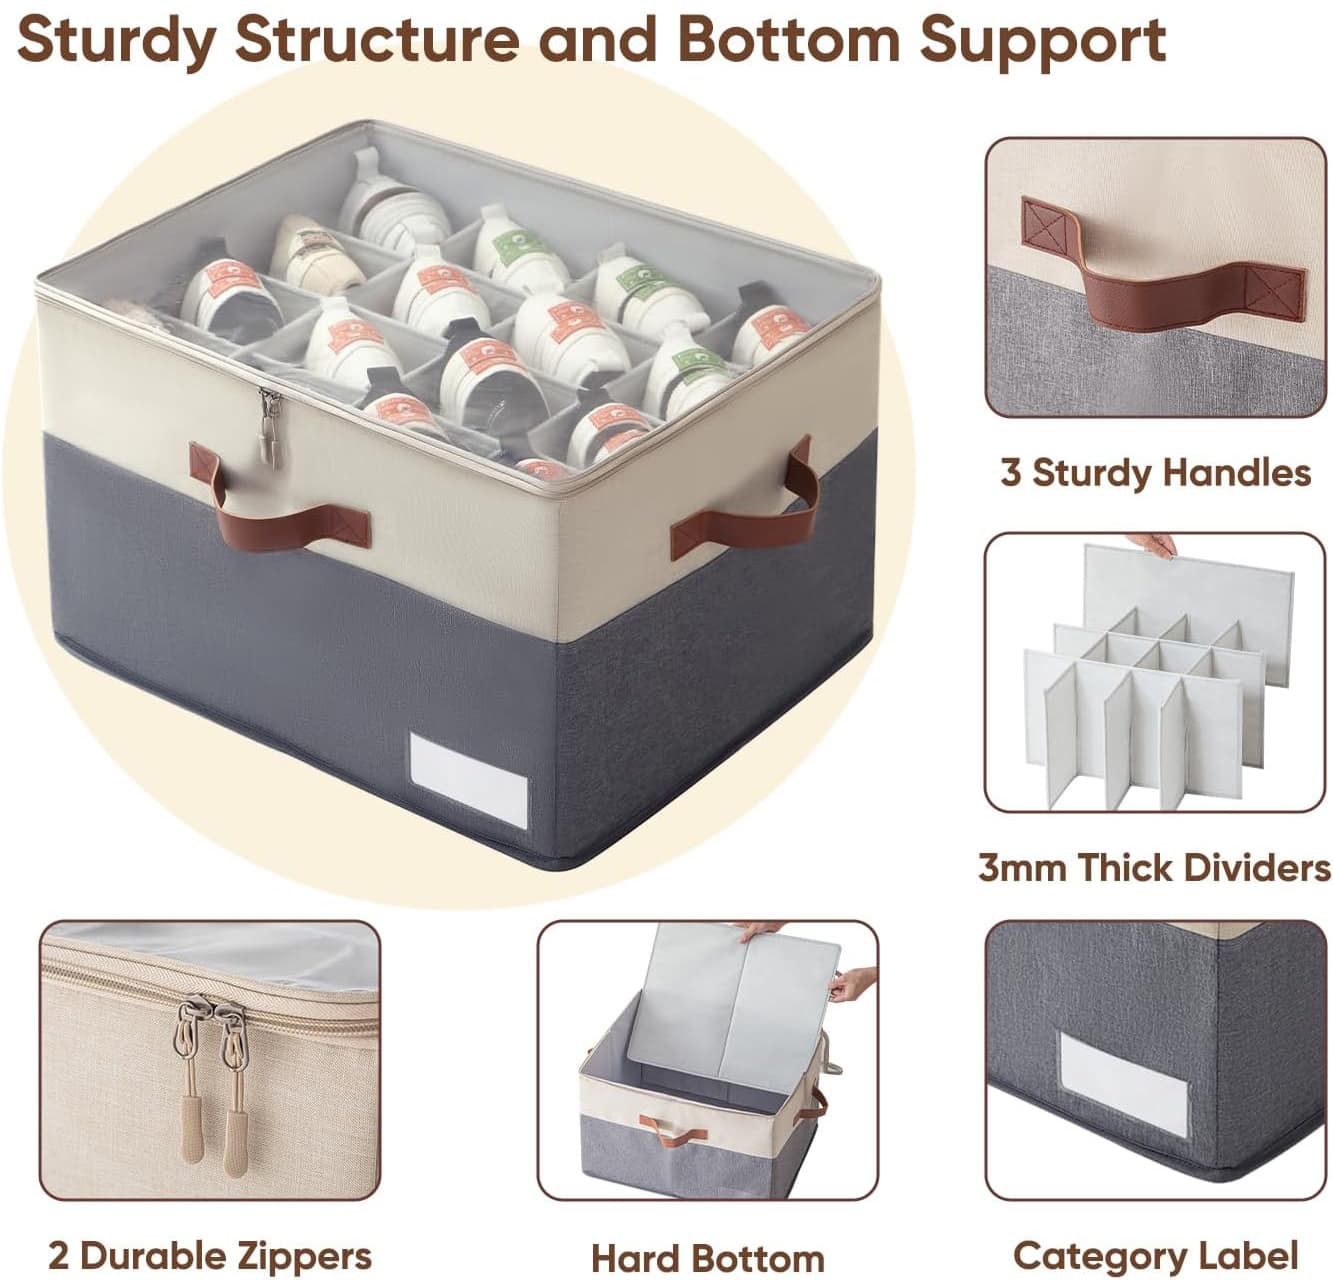 Sturdy Structure and Bottom Support
3 Sturdy Handles
3mm Thick Dividers
2 Durable Zippers
Hard Bottom
Category Label